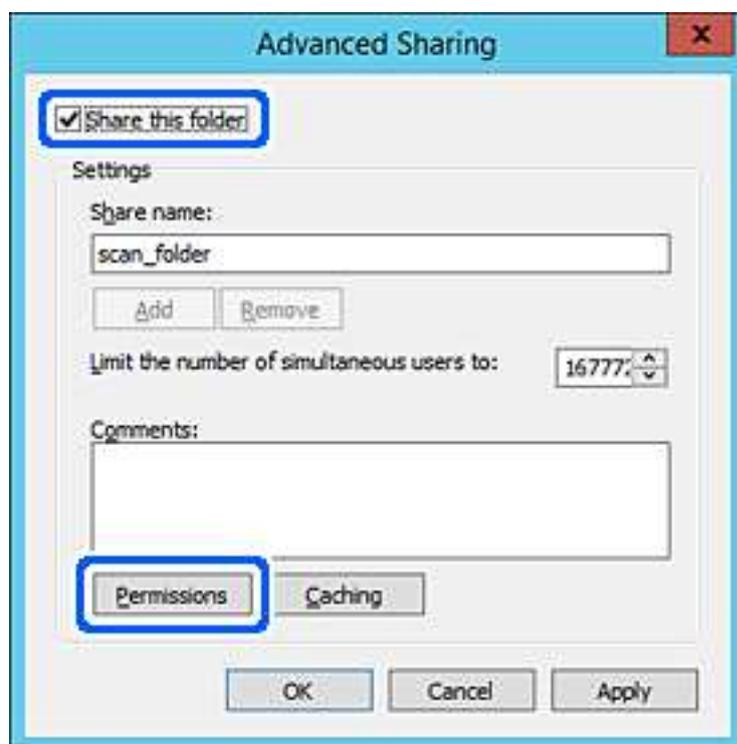 Advanced Sharing
x
Share this folder
Settings
Share name:
scan_folder
Add Remove
Limit the number of simultaneous users to:
Comments:
Permissions Caching
OK Cancel Apply